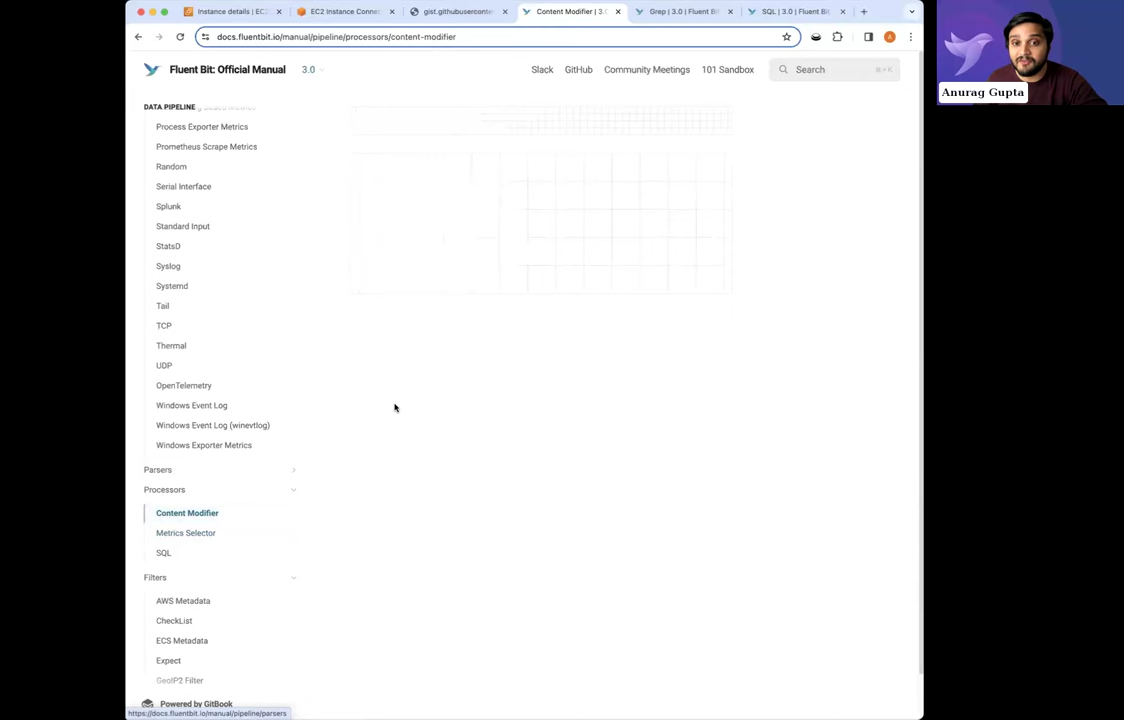 Instance details | EC2
EC2 Instance Connec
gist.githubuserconten
Content Modifier | 3.0
Grep | 3.0 | Fluent Bit
SQL | 3.0 | Fluent Bit
docs.fluentbit.io/manual/pipeline/processors/content-modifier
Fluent Bit: Official Manual
3.0
Slack
GitHub
Community Meetings
101 Sandbox
Search
⌘+K
DATA PIPELINE
Process Exporter Metrics
Prometheus Scrape Metrics
Random
Serial Interface
Splunk
Standard Input
StatsD
Syslog
Systemd
Tail
TCP
Thermal
UDP
OpenTelemetry
Windows Event Log
Windows Event Log (winevtlog)
Windows Exporter Metrics
Parsers
Processors
Content Modifier
Metrics Selector
SQL
Filters
AWS Metadata
CheckList
ECS Metadata
Expect
GeoIP2 Filter
Powered by GitBook
https://docs.fluentbit.io/manual/pipeline/parsers
Anurag Gupta